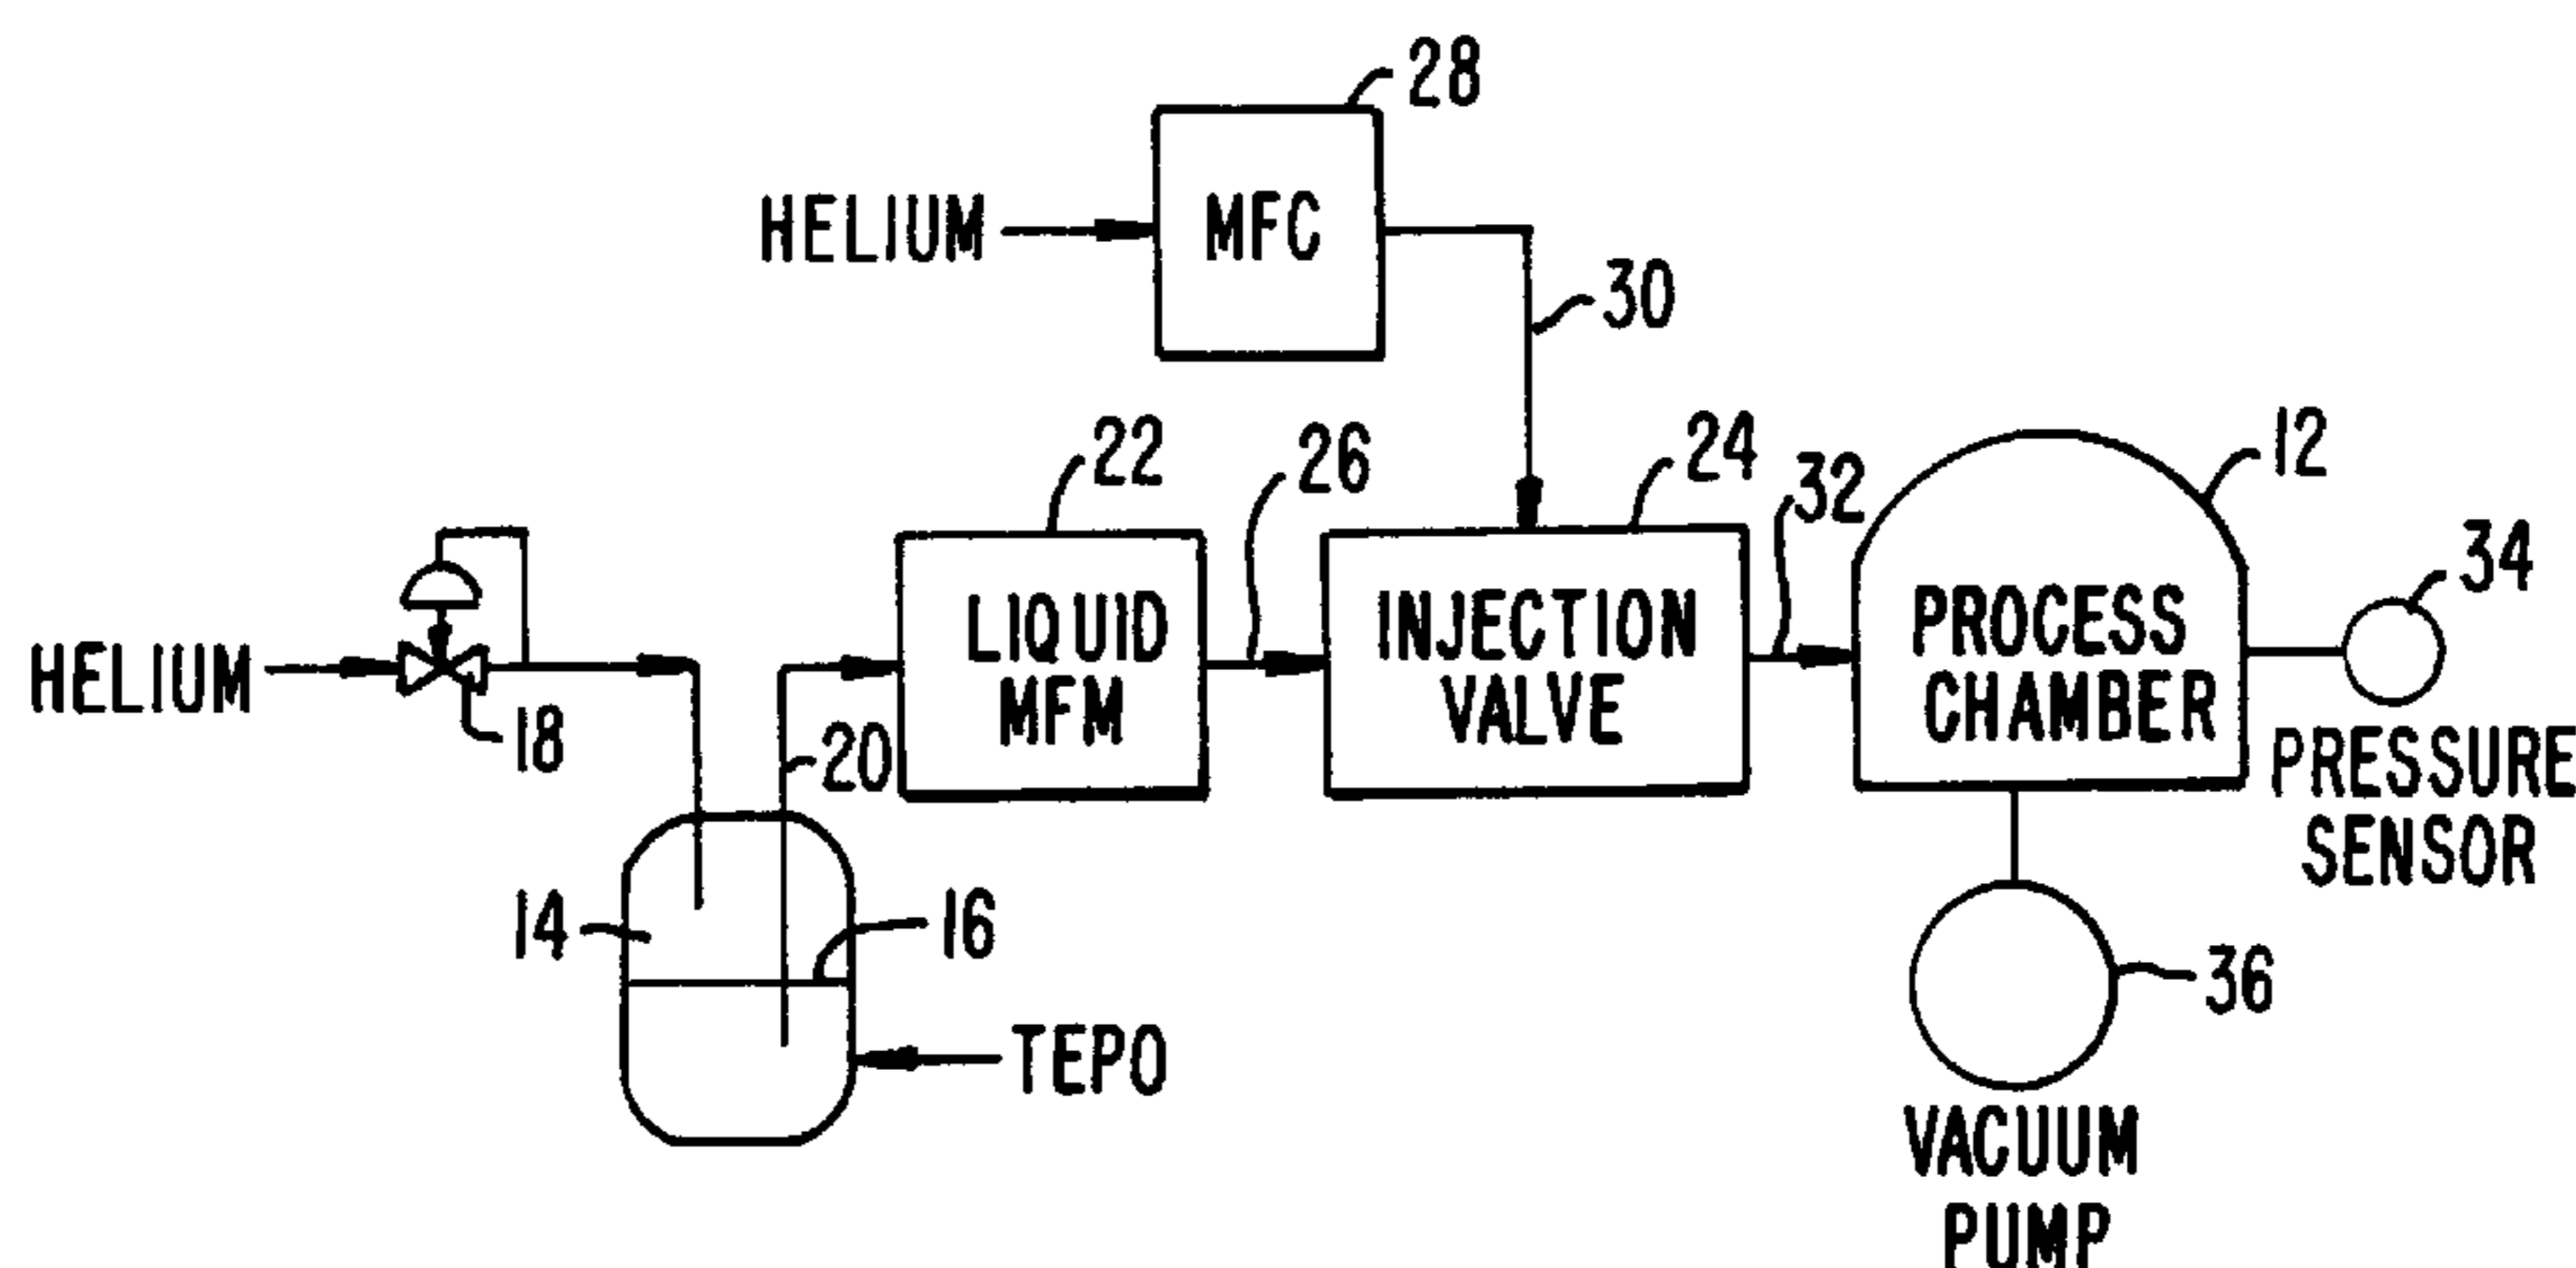 28
HELIUM
MFC
30
22
26
24
32
12
34
HELIUM
18
20
LIQUID
MFM
INJECTION
VALVE
PROCESS
CHAMBER
PRESSURE
SENSOR
14
16
36
TEPO
VACUUM
PUMP